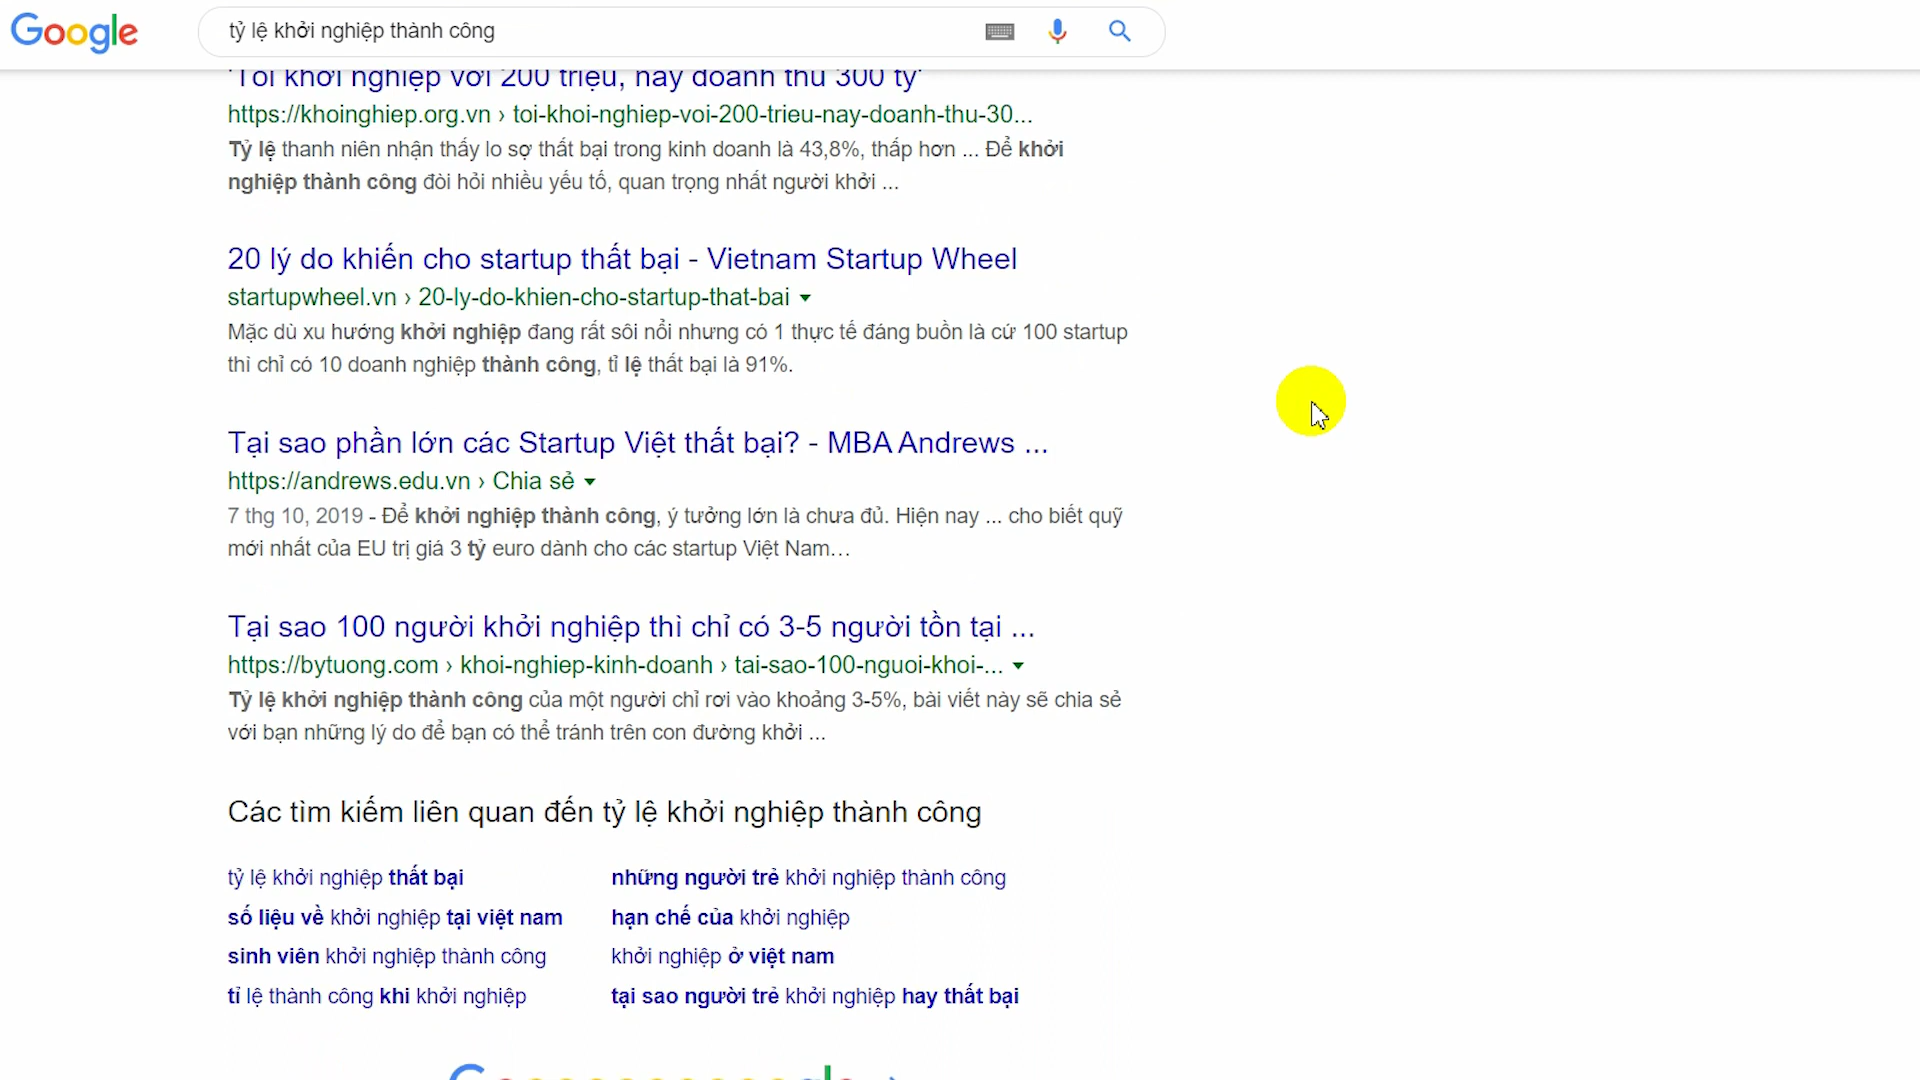 Google
tỷ lệ khởi nghiệp thành công
'Tôi khởi nghiệp với 200 triệu, nay doanh thu 300 tỷ'
https://khoinghiep.org.vn › toi-khoi-nghiep-voi-200-trieu-nay-doanh-thu-30...
Tỷ lệ thanh niên nhận thấy lo sợ thất bại trong kinh doanh là 43,8%, thấp hơn ... Để khởi
nghiệp thành công đòi hỏi nhiều yếu tố, quan trọng nhất người khởi ...
20 lý do khiến cho startup thất bại - Vietnam Startup Wheel
startupwheel.vn › 20-ly-do-khien-cho-startup-that-bai
Mặc dù xu hướng khởi nghiệp đang rất sôi nổi nhưng có 1 thực tế đáng buồn là cứ 100 startup
thì chỉ có 10 doanh nghiệp thành công, tỉ lệ thất bại là 91%.
Tại sao phần lớn các Startup Việt thất bại? - MBA Andrews ...
https://andrews.edu.vn › Chia sẻ
7 thg 10, 2019 - Để khởi nghiệp thành công, ý tưởng lớn là chưa đủ. Hiện nay ... cho biết quỹ
mới nhất của EU trị giá 3 tỷ euro dành cho các startup Việt Nam…
Tại sao 100 người khởi nghiệp thì chỉ có 3-5 người tồn tại ...
https://bytuong.com › khoi-nghiep-kinh-doanh › tai-sao-100-nguoi-khoi-...
Tỷ lệ khởi nghiệp thành công của một người chỉ rơi vào khoảng 3-5%, bài viết này sẽ chia sẻ
với bạn những lý do để bạn có thể tránh trên con đường khởi ...
Các tìm kiếm liên quan đến tỷ lệ khởi nghiệp thành công
tỷ lệ khởi nghiệp thất bại
những người trẻ khởi nghiệp thành công
số liệu về khởi nghiệp tại việt nam
hạn chế của khởi nghiệp
sinh viên khởi nghiệp thành công
khởi nghiệp ở việt nam
tỉ lệ thành công khi khởi nghiệp
tại sao người trẻ khởi nghiệp hay thất bại